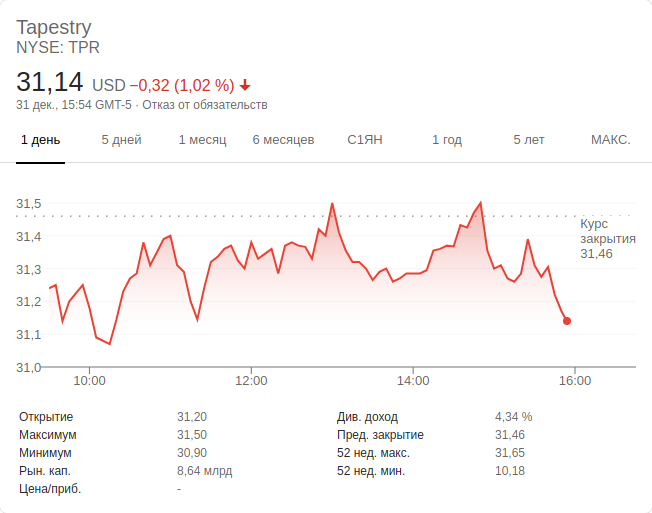 Tapestry
NYSE: TPR
31,14 USD −0,32 (1,02 %)
31 дек., 15:54 GMT-5 · Отказ от обязательств
1 день 5 дней 1 месяц 6 месяцев С1ЯН 1 год 5 лет МАКС.
31,5
31,4
31,3
31,2
31,1
31,0
Курс
закрытия
31,46
10:00 12:00 14:00 16:00
Открытие 31,20 Див. доход 4,34 %
Максимум 31,50 Пред. закрытие 31,46
Минимум 30,90 52 нед. макс. 31,65
Рын. кап. 8,64 млрд 52 нед. мин. 10,18
Цена/приб. -